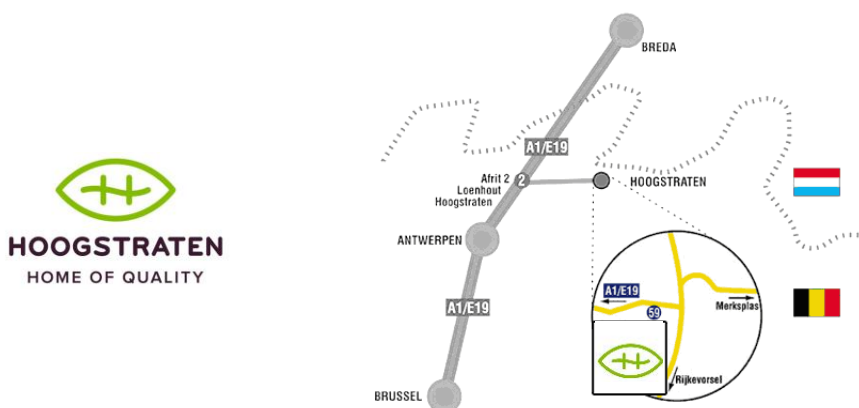 HOOGSTRATEN
HOME OF QUALITY
BREDA
A1/E19
Afrit 2
Loenhout
Hoogstraten
2
HOOGSTRATEN
ANTWERPEN
A1/E19
Merksplas
59
A1/E19
Rijkevorsel
BRUSSEL